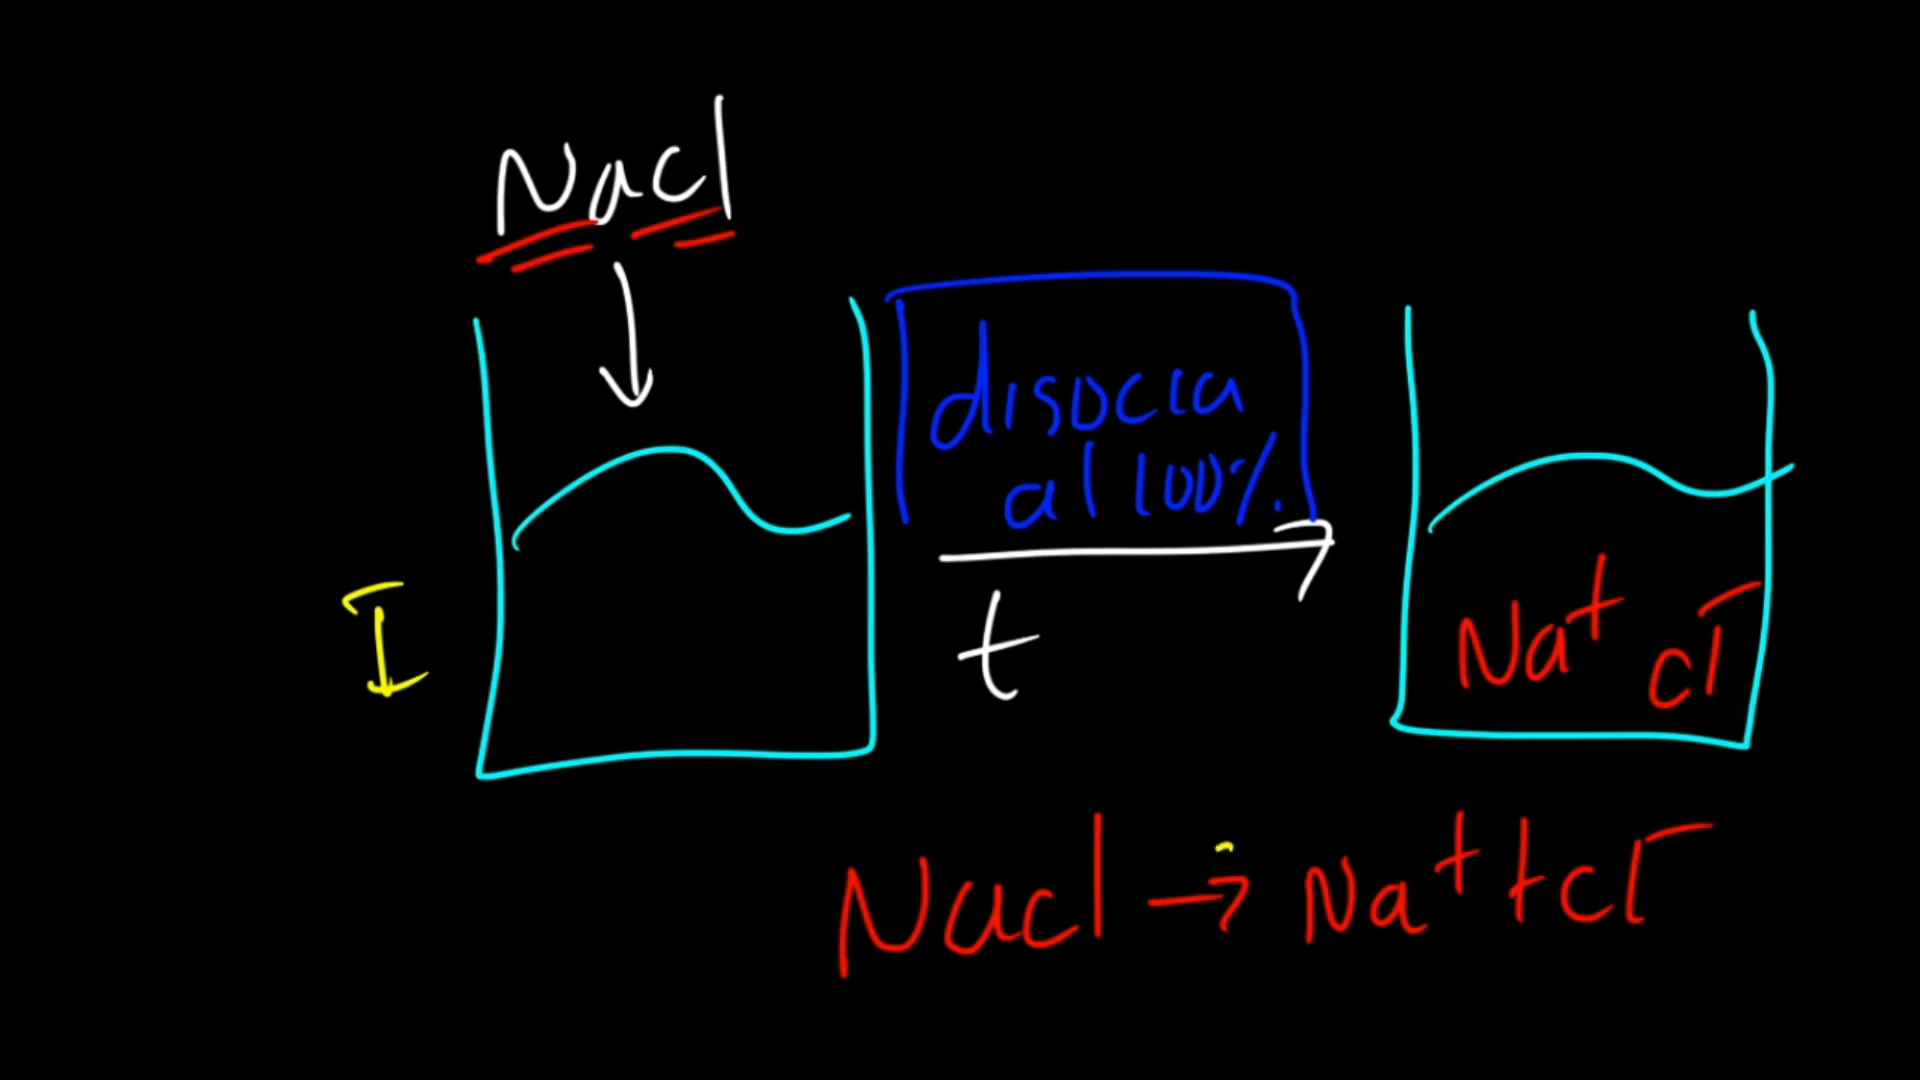 Nacl
disocia
al 100%.
I
t
Na+ cl-
Nacl → Na+ + cl-